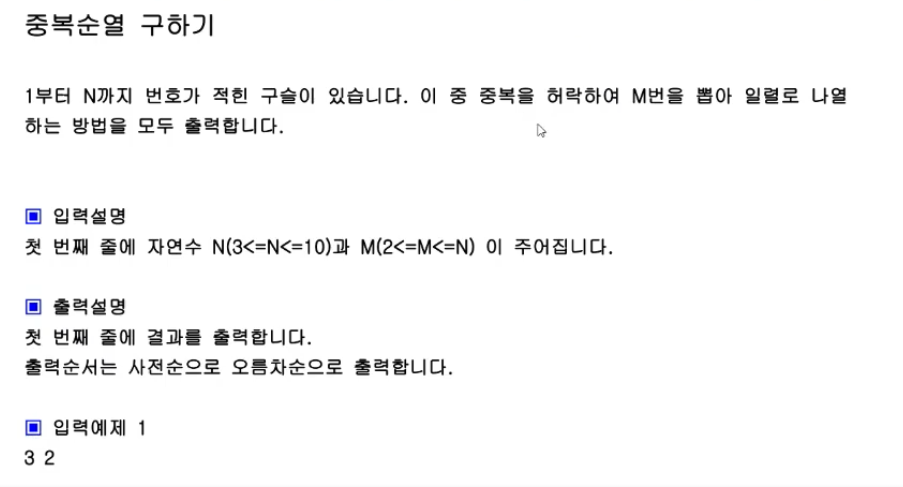 중복순열 구하기
1부터 N까지 번호가 적힌 구슬이 있습니다. 이 중 중복을 허락하여 M번을 뽑아 일렬로 나열
하는 방법을 모두 출력합니다.
▣ 입력설명
첫 번째 줄에 자연수 N(3<=N<=10)과 M(2<=M<=N) 이 주어집니다.
▣ 출력설명
첫 번째 줄에 결과를 출력합니다.
출력순서는 사전순으로 오름차순으로 출력합니다.
▣ 입력예제 1
3 2